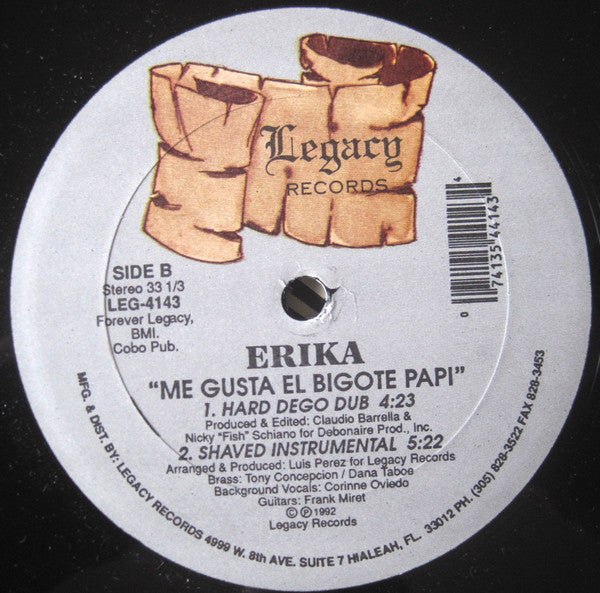 Legacy
RECORDS
SIDE B
Stereo 33 1/3
LEG-4143
Forever Legacy,
BMI.
Cobo Pub.
0 74135 44143 4
ERIKA
"ME GUSTA EL BIGOTE PAPI"
1. HARD DEGO DUB 4:23
Produced & Edited: Claudio Barrella &
Nicky "Fish" Schiano for Debonaire Prod., Inc.
2. SHAVED INSTRUMENTAL 5:22
Arranged & Produced: Luis Perez for Legacy Records
Brass: Tony Concepcion / Dana Taboe
Background Vocals: Corinne Oviedo
Guitars: Frank Miret
© ℗ 1992
Legacy Records
MFG. & DIST. BY: LEGACY RECORDS 4999 W. 8th AVE. SUITE 7 HIALEAH, FL. 33012 PH. (305) 828-3522 FAX 828-3453